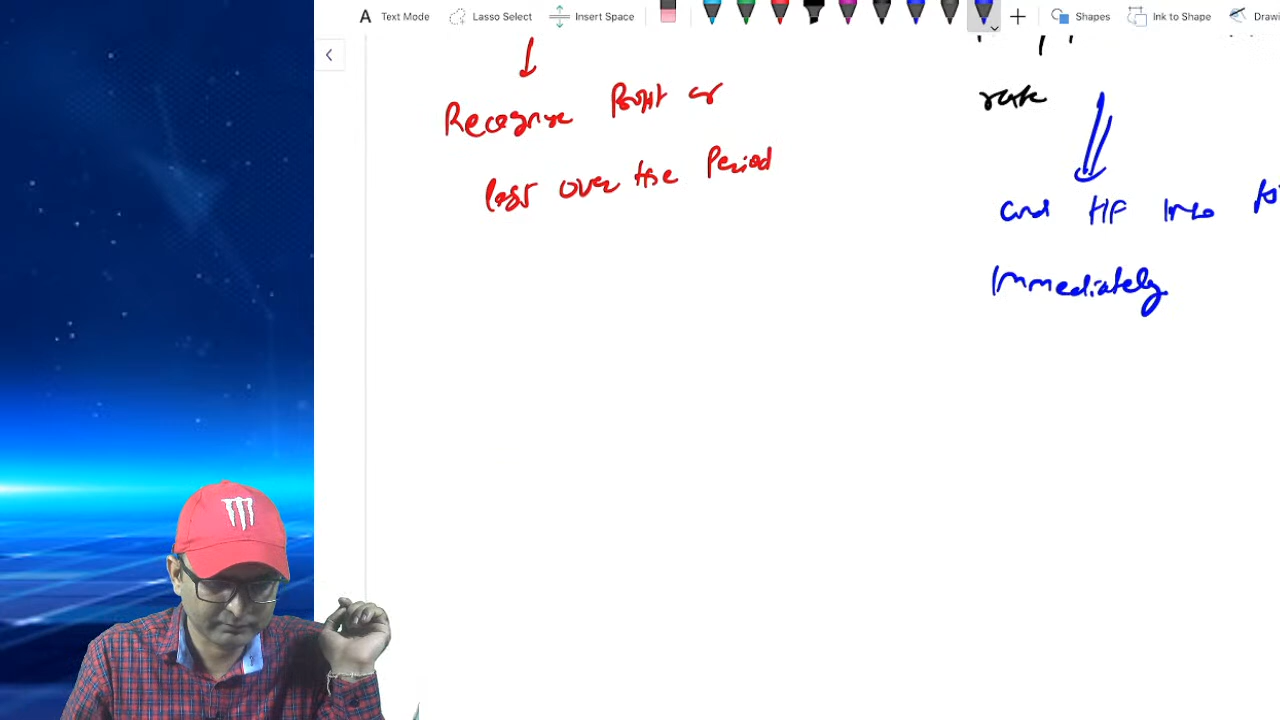 A Text Mode Lasso Select Insert Space Shapes Ink to Shape
rate
Recognise Profit or
loss over the Period
and HF Into
Immediately